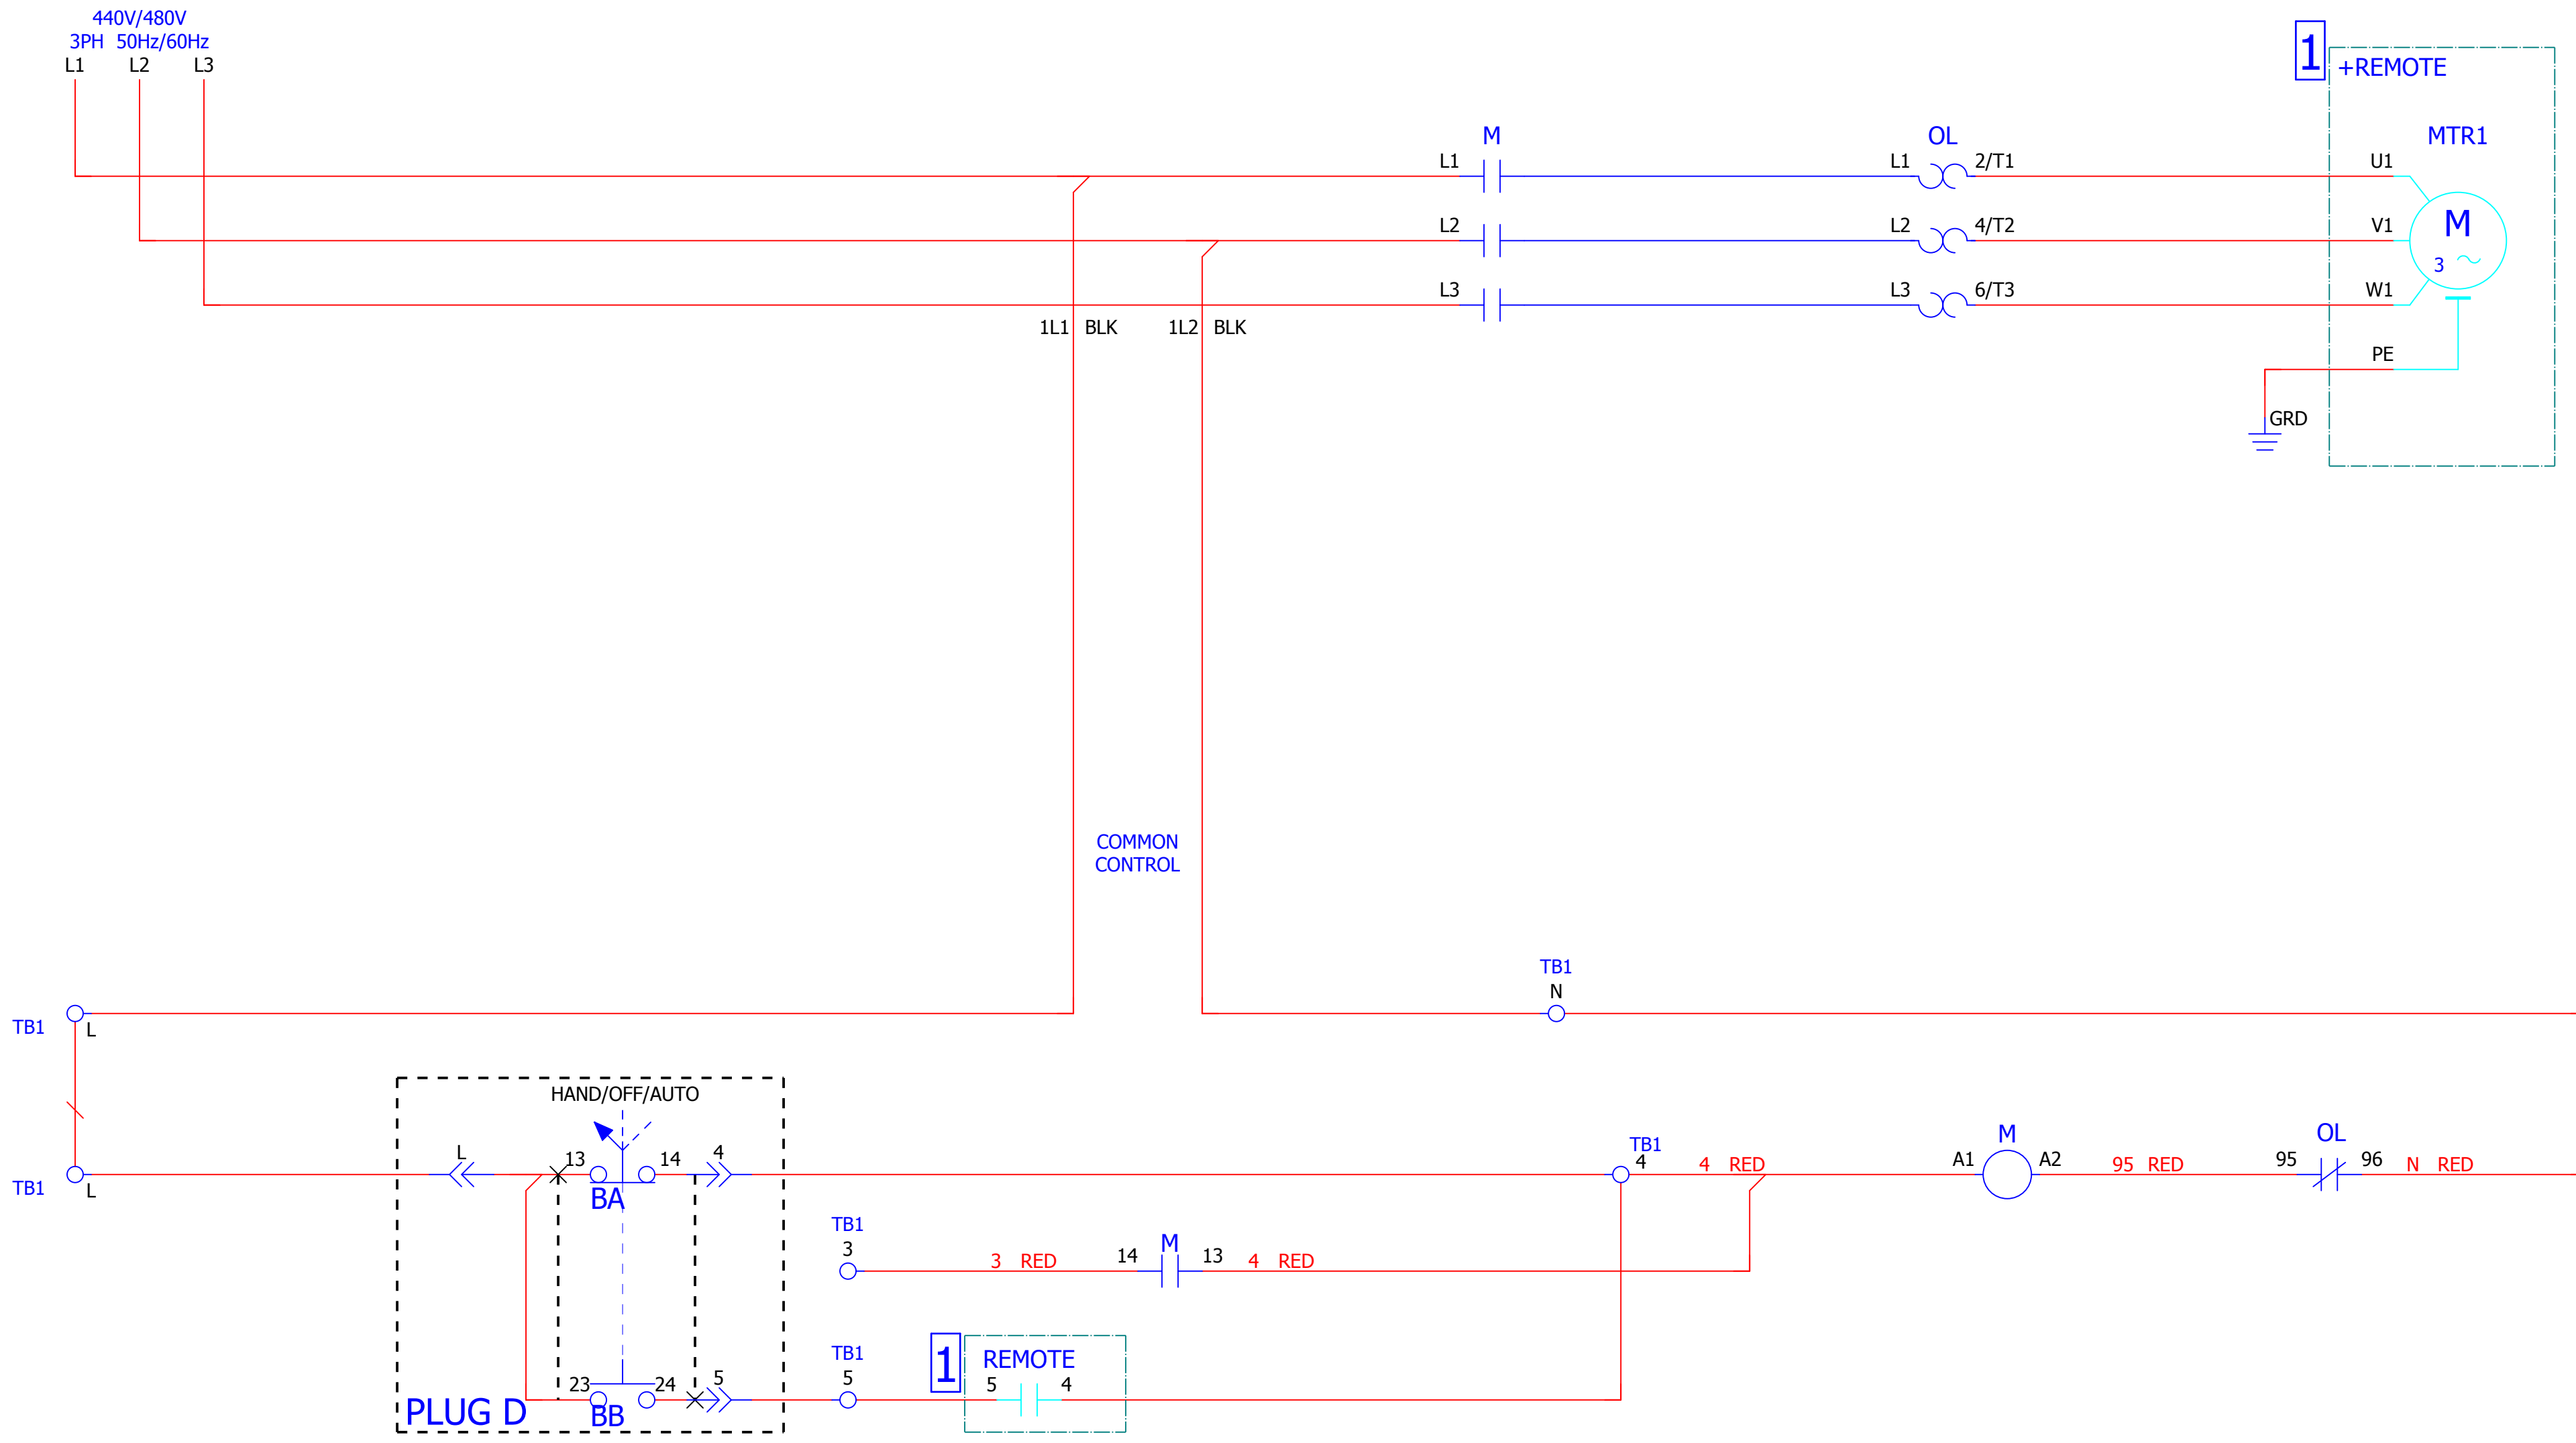 440V/480V
3PH 50Hz/60Hz
L1 L2 L3
1
+REMOTE
M OL MTR1
L1 L1 2/T1 U1
L2 L2 4/T2 V1
M
3 ~
L3 L3 6/T3 W1
1L1 BLK 1L2 BLK
PE
GRD
COMMON
CONTROL
TB1
N
TB1 L
HAND/OFF/AUTO
TB1 L
L 13 14 4
BA
TB1
4 4 RED
M
A1 A2 95 RED
OL
95 96 N RED
TB1
3 3 RED 14 M 13 4 RED
TB1
5
1
REMOTE
5 4
23 24 5
BB
PLUG D